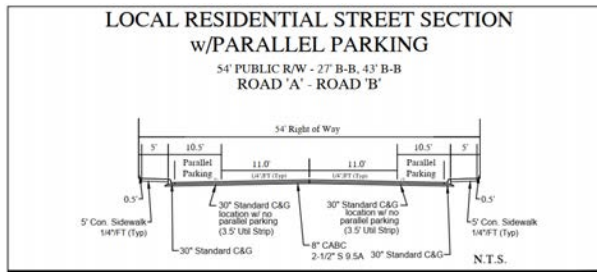 LOCAL RESIDENTIAL STREET SECTION
w/PARALLEL PARKING
54' PUBLIC R/W - 27' B-B, 43' B-B
ROAD 'A' - ROAD 'B'
54' Right of Way
5' 10.5' 10.5' 5'
Parallel Parking 11.0' 11.0' Parallel Parking
1/4"/FT (Typ) 1/4"/FT (Typ)
0.5' 0.5'
30" Standard C&G
location w/ no
parallel parking
(3.5' Util Strip)
30" Standard C&G
location w/ no
parallel parking
(3.5' Util Strip)
5' Con. Sidewalk
1/4"/FT (Typ)
5' Con. Sidewalk
1/4"/FT (Typ)
30" Standard C&G
8" CABC
2-1/2" S 9.5A
30" Standard C&G
N.T.S.